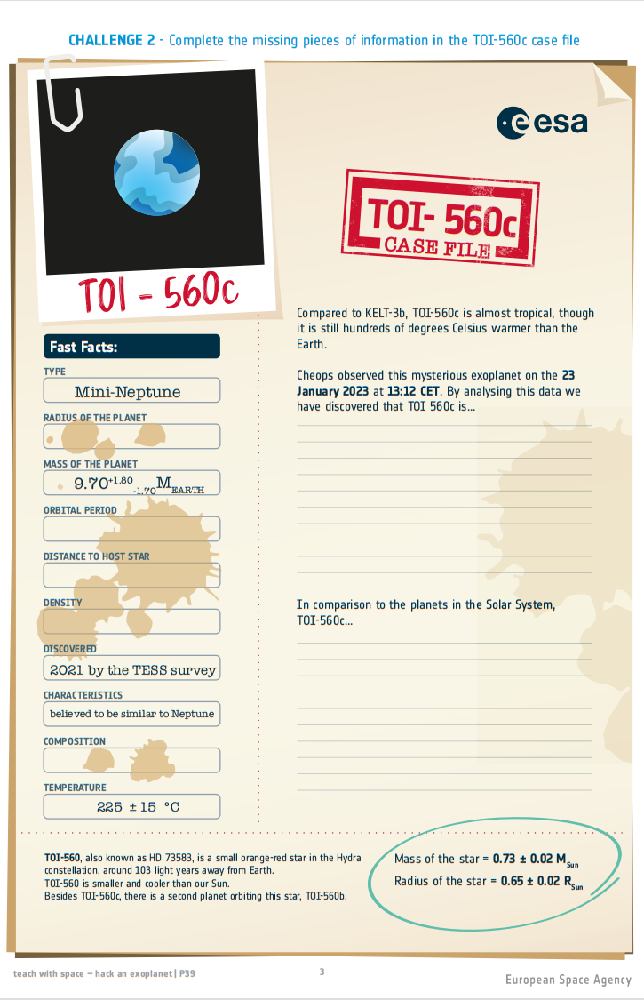 CHALLENGE 2 - Complete the missing pieces of information in the TOI-560c case file
esa
TOI- 560c
CASE FILE
TOI - 560c
Fast Facts:
TYPE
Mini-Neptune
RADIUS OF THE PLANET
MASS OF THE PLANET
9.70+1.80 -1.70 MEARTH
ORBITAL PERIOD
DISTANCE TO HOST STAR
DENSITY
DISCOVERED
2021 by the TESS survey
CHARACTERISTICS
believed to be similar to Neptune
COMPOSITION
TEMPERATURE
225 ± 15 °C
Compared to KELT-3b, TOI-560c is almost tropical, though
it is still hundreds of degrees Celsius warmer than the
Earth.
Cheops observed this mysterious exoplanet on the 23
January 2023 at 13:12 CET. By analysing this data we
have discovered that TOI 560c is...
In comparison to the planets in the Solar System,
TOI-560c...
TOI-560, also known as HD 73583, is a small orange-red star in the Hydra
constellation, around 103 light years away from Earth.
TOI-560 is smaller and cooler than our Sun.
Besides TOI-560c, there is a second planet orbiting this star, TOI-560b.
Mass of the star = 0.73 ± 0.02 MSun
Radius of the star = 0.65 ± 0.02 RSun
teach with space – hack an exoplanet | P39
3
European Space Agency